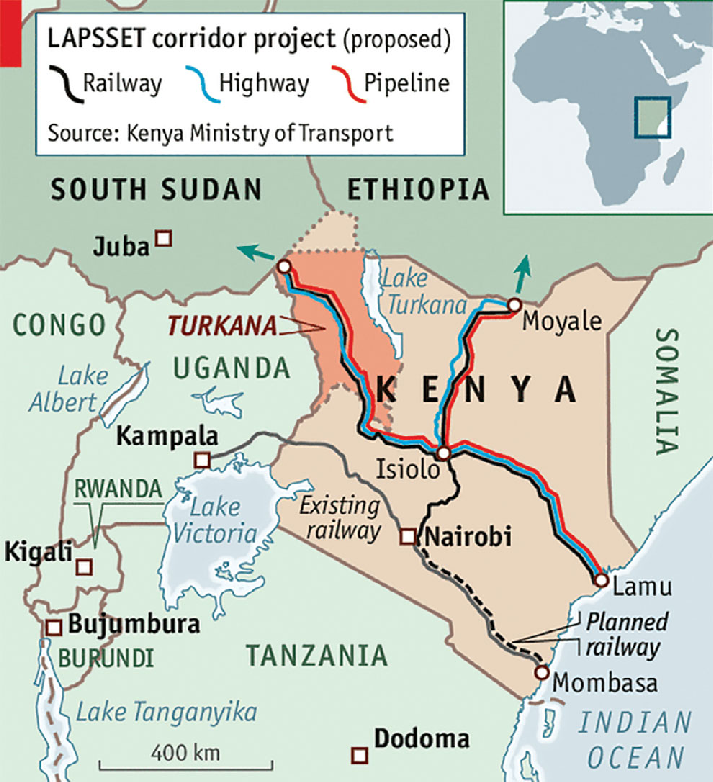 LAPSSET corridor project (proposed)
Railway Highway Pipeline
Source: Kenya Ministry of Transport
SOUTH SUDAN
ETHIOPIA
Juba
Lake
Turkana
CONGO
TURKANA
Moyale
UGANDA
SOMALIA
Lake
Albert
KENYA
Kampala
Isiolo
RWANDA
Lake
Victoria
Existing
railway
Nairobi
Kigali
Lamu
Bujumbura
Planned
railway
BURUNDI
TANZANIA
Mombasa
Lake Tanganyika
INDIAN
OCEAN
400 km
Dodoma